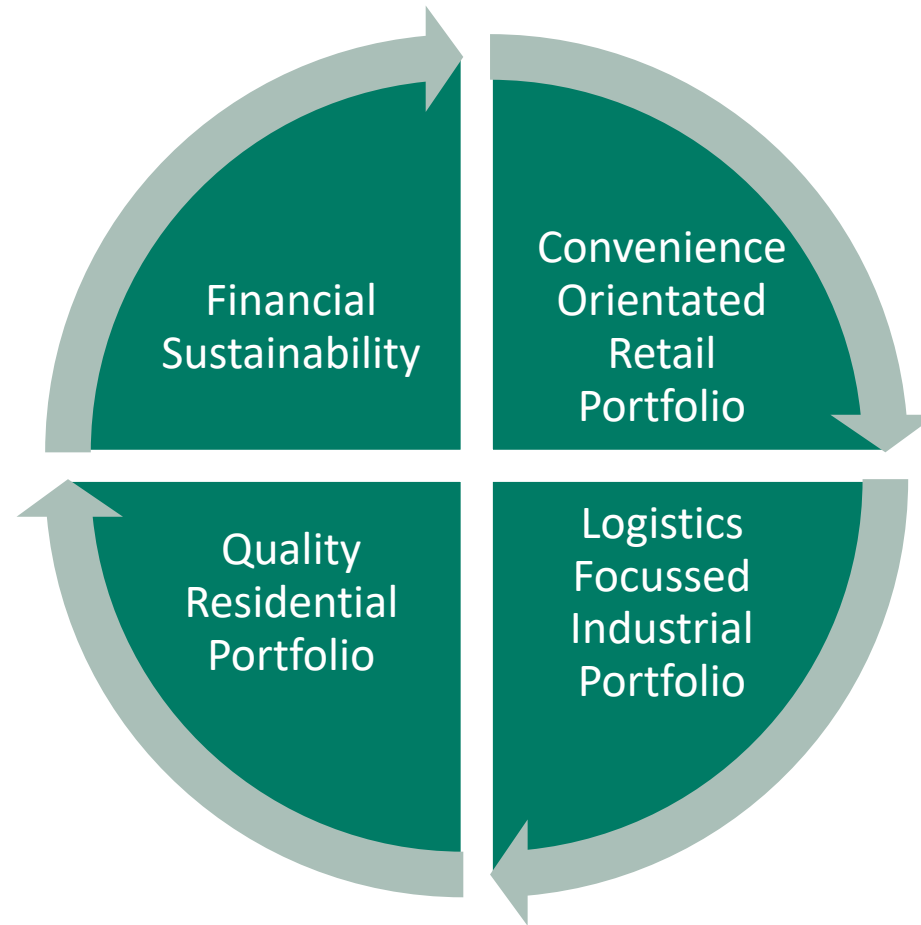 Financial
Sustainability
Convenience
Orientated
Retail
Portfolio
Quality
Residential
Portfolio
Logistics
Focussed
Industrial
Portfolio